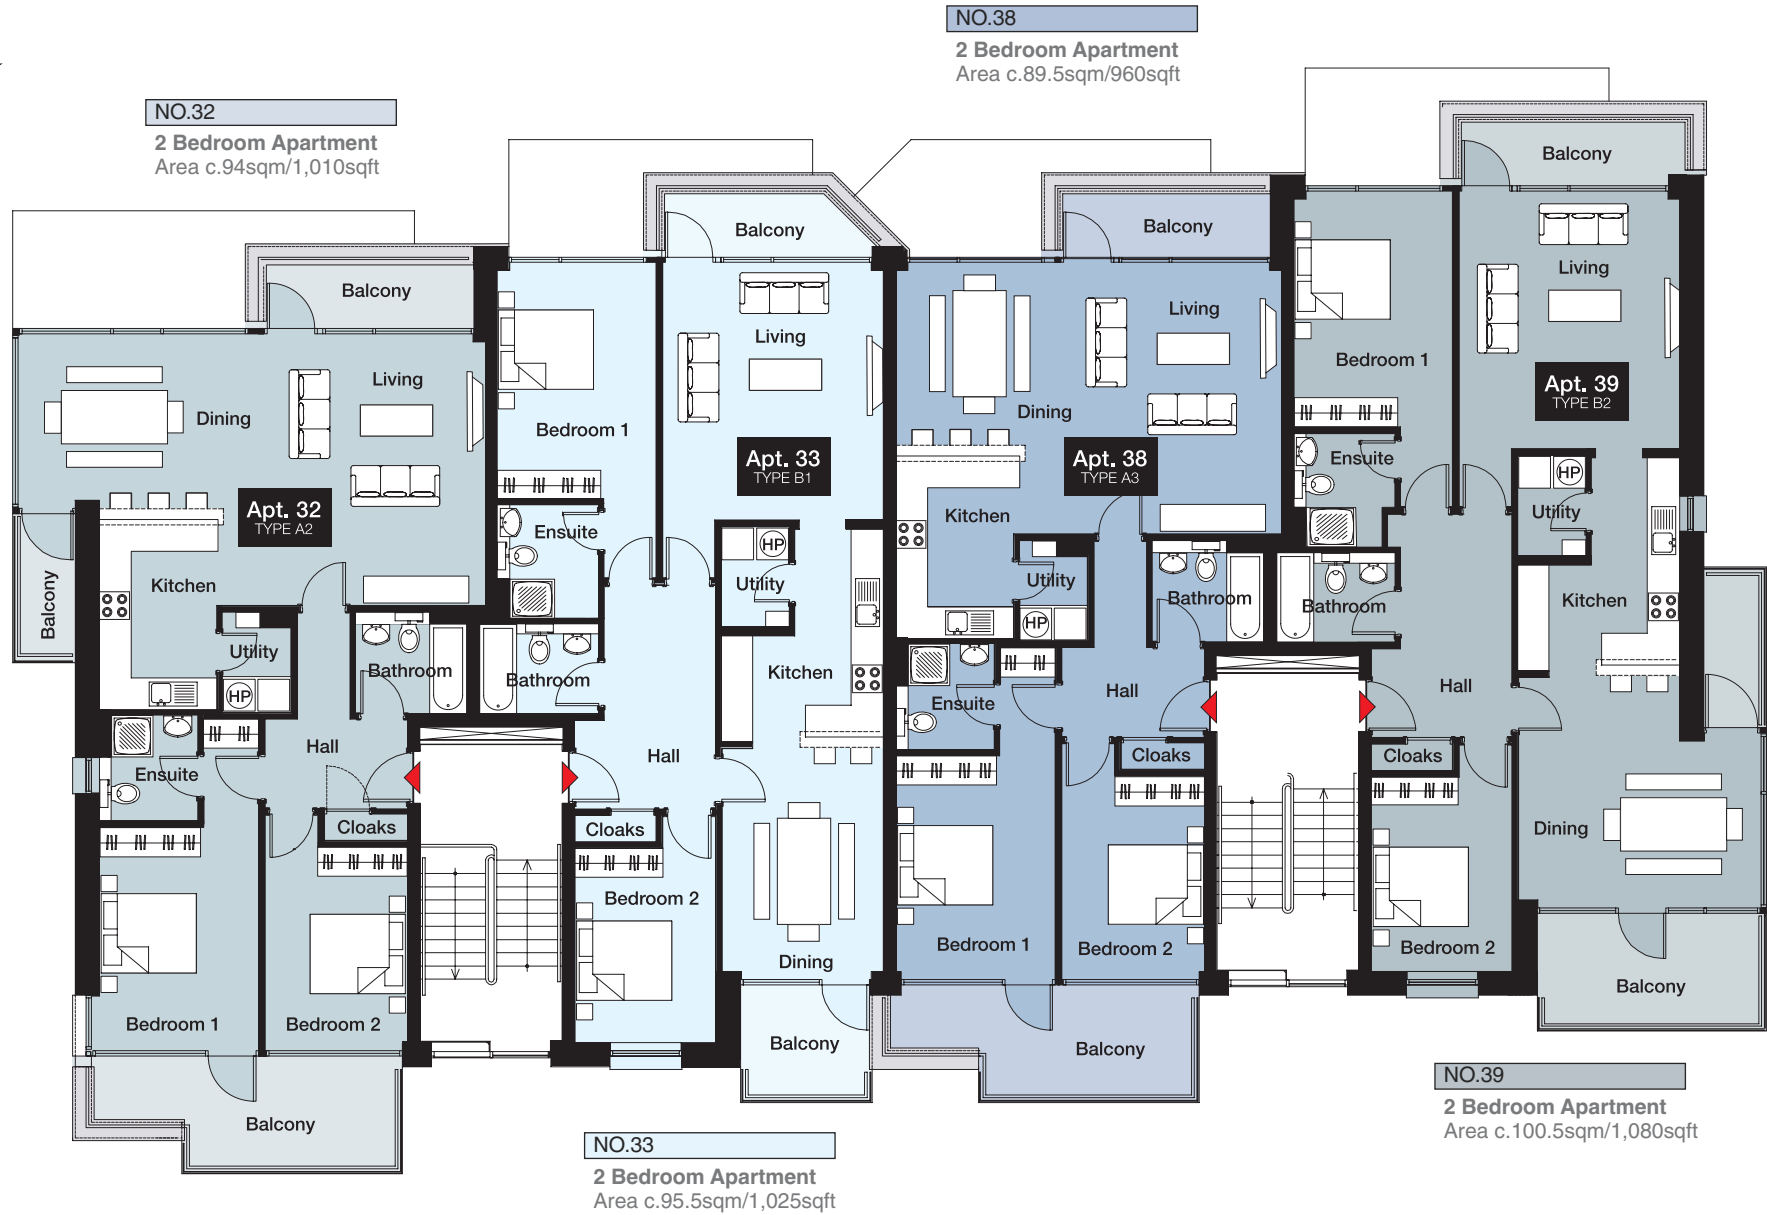 NO.38
2 Bedroom Apartment
Area c.89.5sqm/960sqft
NO.32
2 Bedroom Apartment
Area c.94sqm/1,010sqft
Balcony
Living
Dining
Apt. 32
TYPE A2
Kitchen
Balcony
Utility
HP
Bathroom
Hall
Ensuite
Cloaks
Bedroom 1
Bedroom 2
Balcony
Balcony
Living
Bedroom 1
Apt. 33
TYPE B1
Ensuite
HP
Utility
Bathroom
Kitchen
Hall
Cloaks
Bedroom 2
Dining
Balcony
Balcony
Living
Dining
Apt. 38
TYPE A3
Kitchen
Utility
HP
Bathroom
Hall
Ensuite
Cloaks
Bedroom 1
Bedroom 2
Balcony
Balcony
Living
Bedroom 1
Apt. 39
TYPE B2
Ensuite
HP
Utility
Bathroom
Kitchen
Hall
Cloaks
Dining
Bedroom 2
Balcony
NO.33
2 Bedroom Apartment
Area c.95.5sqm/1,025sqft
NO.39
2 Bedroom Apartment
Area c.100.5sqm/1,080sqft